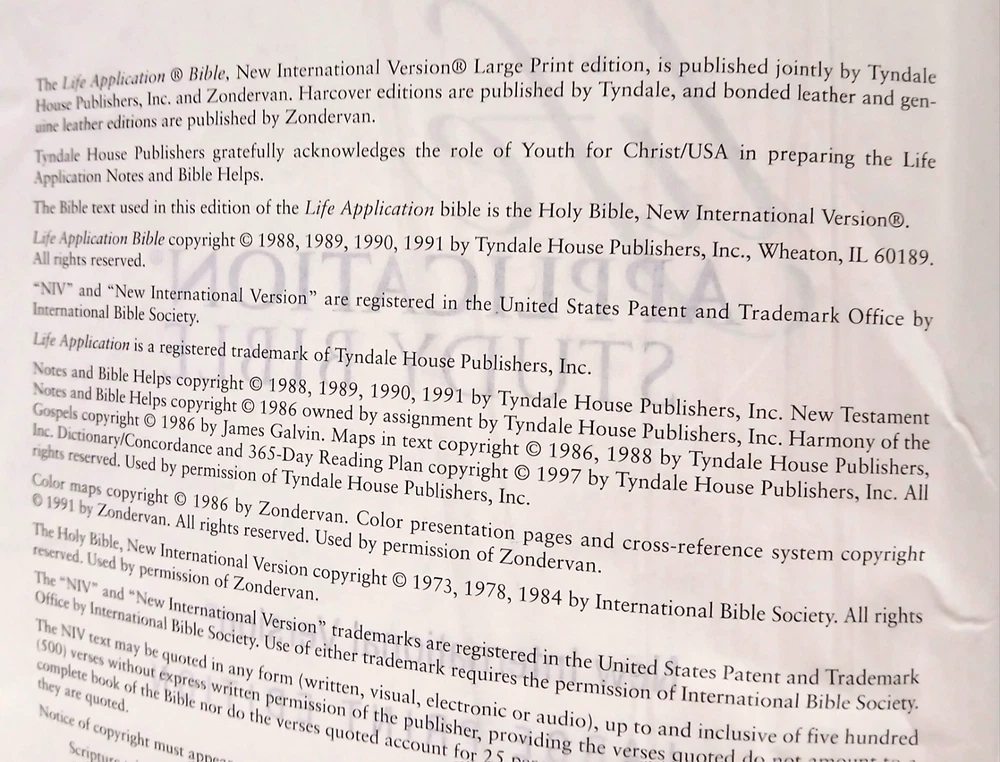 The Life Application ® Bible, New International Version® Large Print edition, is published jointly by Tyndale
House Publishers, Inc. and Zondervan. Harcover editions are published by Tyndale, and bonded leather and gen-
uine leather editions are published by Zondervan.
Tyndale House Publishers gratefully acknowledges the role of Youth for Christ/USA in preparing the Life
Application Notes and Bible Helps.
The Bible text used in this edition of the Life Application bible is the Holy Bible, New International Version®.
Life Application Bible copyright © 1988, 1989, 1990, 1991 by Tyndale House Publishers, Inc., Wheaton, IL 60189.
All rights reserved.
“NIV” and “New International Version” are registered in the United States Patent and Trademark Office by
International Bible Society.
Life Application is a registered trademark of Tyndale House Publishers, Inc.
Notes and Bible Helps copyright © 1988, 1989, 1990, 1991 by Tyndale House Publishers, Inc. New Testament
Notes and Bible Helps copyright © 1986 owned by assignment by Tyndale House Publishers, Inc. Harmony of the
Gospels copyright © 1986 by James Galvin. Maps in text copyright © 1986, 1988 by Tyndale House Publishers,
Inc. Dictionary/Concordance and 365-Day Reading Plan copyright © 1997 by Tyndale House Publishers, Inc. All
rights reserved. Used by permission of Tyndale House Publishers, Inc.
Color maps copyright © 1986 by Zondervan. Color presentation pages and cross-reference system copyright
© 1991 by Zondervan. All rights reserved. Used by permission of Zondervan.
The Holy Bible, New International Version copyright © 1973, 1978, 1984 by International Bible Society. All rights
reserved. Used by permission of Zondervan.
The “NIV” and “New International Version” trademarks are registered in the United States Patent and Trademark
Office by International Bible Society. Use of either trademark requires the permission of International Bible Society.
The NIV text may be quoted in any form (written, visual, electronic or audio), up to and inclusive of five hundred
(500) verses without express written permission of the publisher, providing the verses quoted do not amount to a
complete book of the Bible nor do the verses quoted account for 25
they are quoted.
Notice of copyright must appear
Scripture